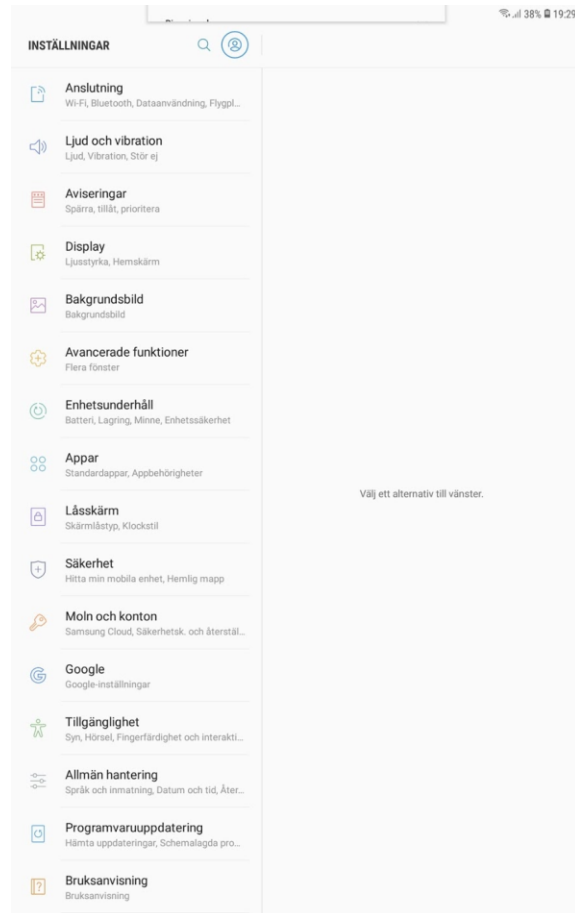 38% 19:29
INSTÄLLNINGAR
Anslutning
Wi-Fi, Bluetooth, Dataanvändning, Flygpl...
Ljud och vibration
Ljud, Vibration, Stör ej
Aviseringar
Spärra, tillåt, prioritera
Display
Ljusstyrka, Hemskärm
Bakgrundsbild
Bakgrundsbild
Avancerade funktioner
Flera fönster
Enhetsunderhåll
Batteri, Lagring, Minne, Enhetssäkerhet
Appar
Standardappar, Appbehörigheter
Välj ett alternativ till vänster.
Låsskärm
Skärmlåstyp, Klockstil
Säkerhet
Hitta min mobila enhet, Hemlig mapp
Moln och konton
Samsung Cloud, Säkerhetsk. och återstäl...
Google
Google-inställningar
Tillgänglighet
Syn, Hörsel, Fingerfärdighet och interakti...
Allmän hantering
Språk och inmatning, Datum och tid, Åter...
Programvaruuppdatering
Hämta uppdateringar, Schemalagda pro...
Bruksanvisning
Bruksanvisning